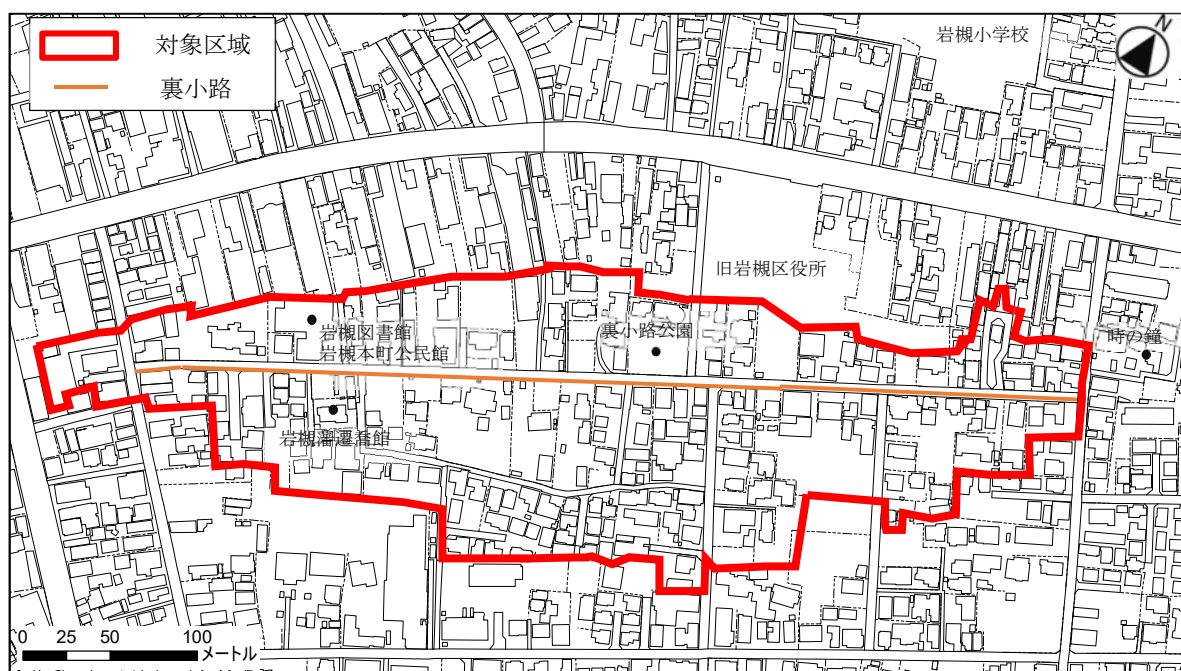 対象区域
裏小路
岩槻小学校
N
旧岩槻区役所
岩槻図書館
岩槻本町公民館
裏小路公園
時の鐘
岩槻藩遷喬館
0 25 50 100 メートル